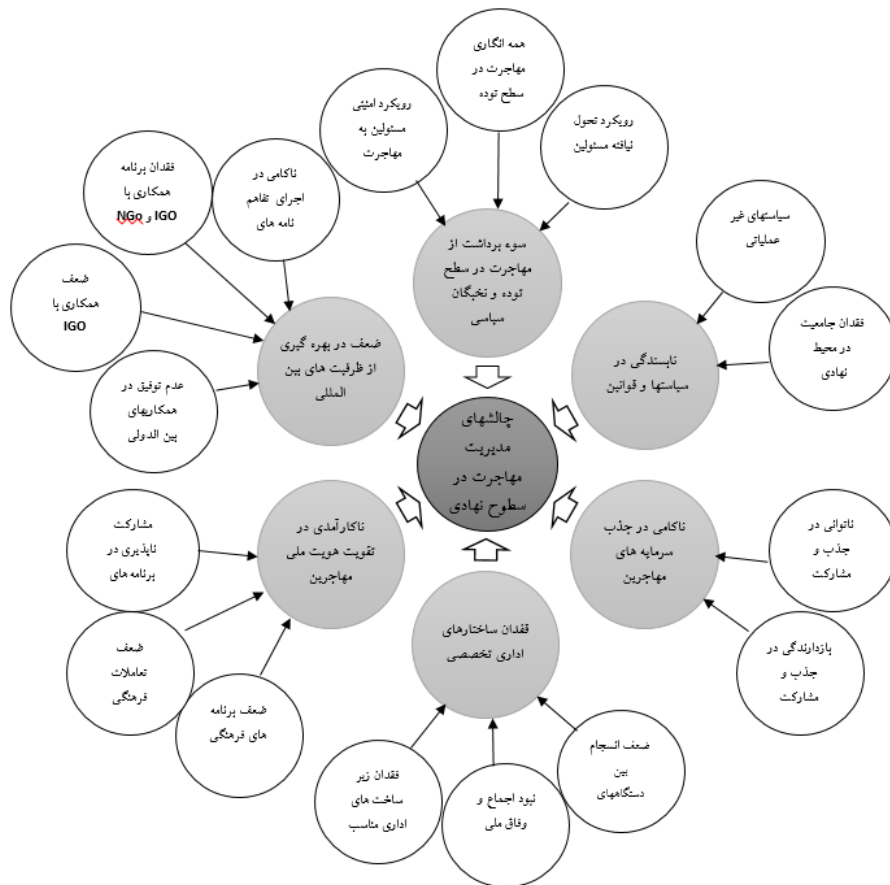 همه انگاری
مهاجرت در
سطح توده
رویکرد امنیتی
مسئولین به
مهاجرت
رویکرد تحول
نیافته مسئولین
سوء برداشت از
مهاجرت در سطح
توده و نخبگان
سیاسی
ناکامی در
اجرای تفاهم
نامه های
فقدان برنامه
همکاری با
IGO و NGo
ضعف
همکاری با
IGO
عدم توفیق در
همکاریهای
بین الدولی
ضعف در بهره گیری
از ظرفیت های بین
المللی
سیاستهای غیر
عملیاتی
فقدان جامعیت
در محیط
نهادی
نابسندگی در
سیاستها و قوانین
چالشهای
مدیریت
مهاجرت در
سطوح نهادی
مشارکت
ناپذیری در
برنامه های
ضعف
تعاملات
فرهنگی
ضعف برنامه
های فرهنگی
ناکارآمدی در
تقویت هویت ملی
مهاجرین
ناکامی در جذب
سرمایه های
مهاجرین
ناتوانی در
جذب و
مشارکت
بازدارندگی در
جذب و
مشارکت
فقدان ساختارهای
اداری تخصصی
فقدان زیر
ساخت های
اداری مناسب
نبود اجماع و
وفاق ملی
ضعف انسجام
بین
دستگاههای